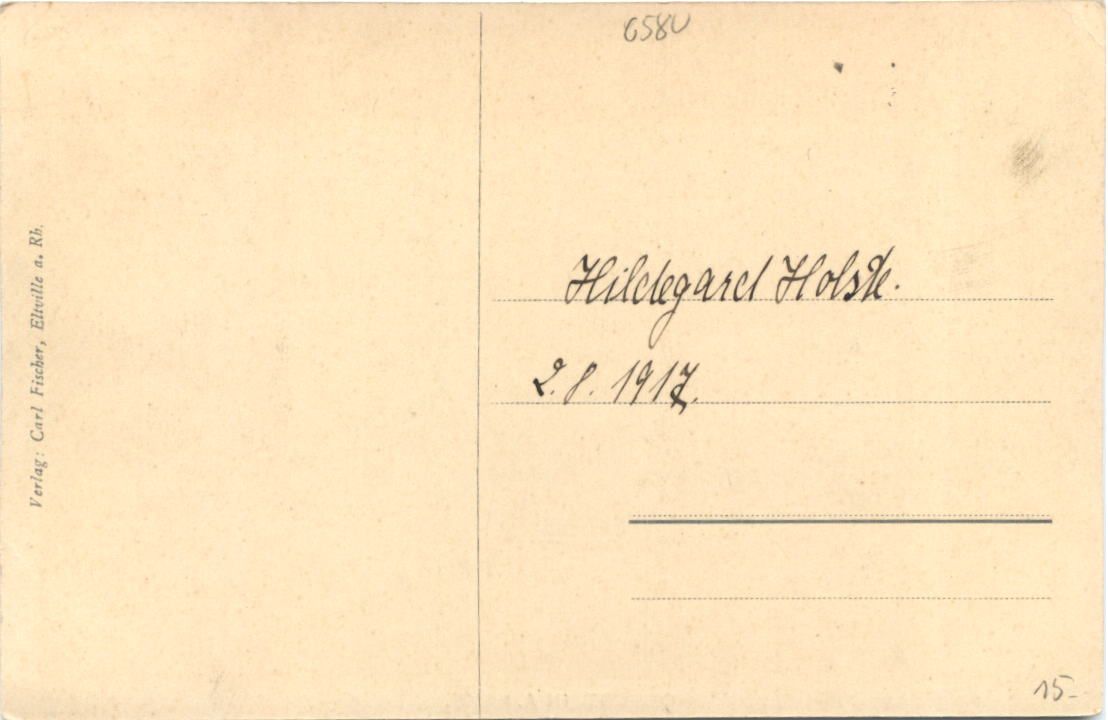 6580
Verlag: Carl Fischer, Eltville a. Rh.
Hildegard Holste.
2.8.1917.
15-